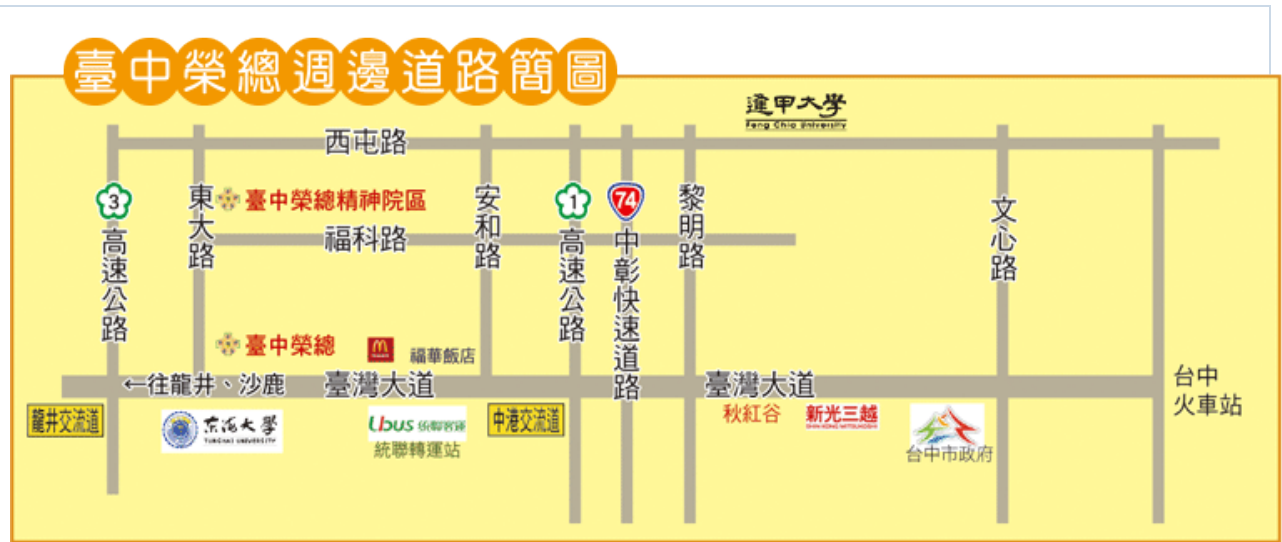 臺中榮總週邊道路簡圖
逢甲大學
Feng Chia University
西屯路
3
高速公路
東大路
臺中榮總精神院區
安和路
1
高速公路
74
中彰快速道路
黎明路
文心路
福科路
臺中榮總
福華飯店
←往龍井、沙鹿
臺灣大道
臺灣大道
台中
火車站
龍井交流道
東海大學
TUNGHAI UNIVERSITY
Ubus 統聯客運
統聯轉運站
中港交流道
秋紅谷
新光三越
SHIN KONG MITSUKOSHI
台中市政府